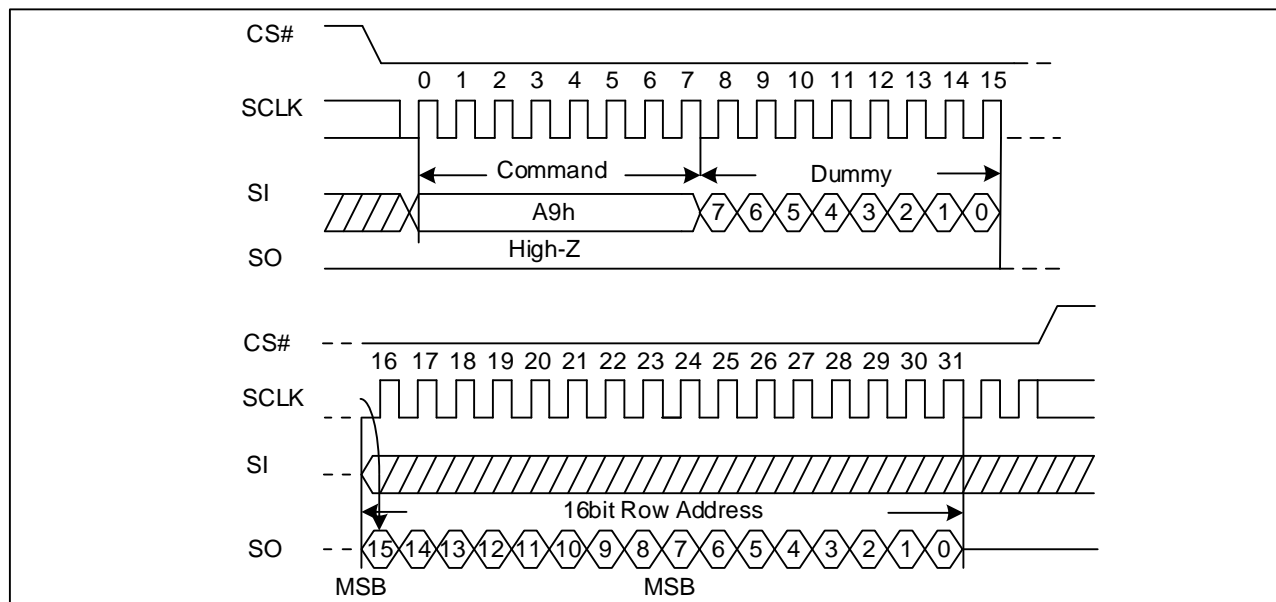 CS#
0 1 2 3 4 5 6 7 8 9 10 11 12 13 14 15
SCLK
Command Dummy
SI
A9h 7 6 5 4 3 2 1 0
High-Z
SO
CS#
16 17 18 19 20 21 22 23 24 25 26 27 28 29 30 31
SCLK
SI
16bit Row Address
SO 15 14 13 12 11 10 9 8 7 6 5 4 3 2 1 0
MSB MSB